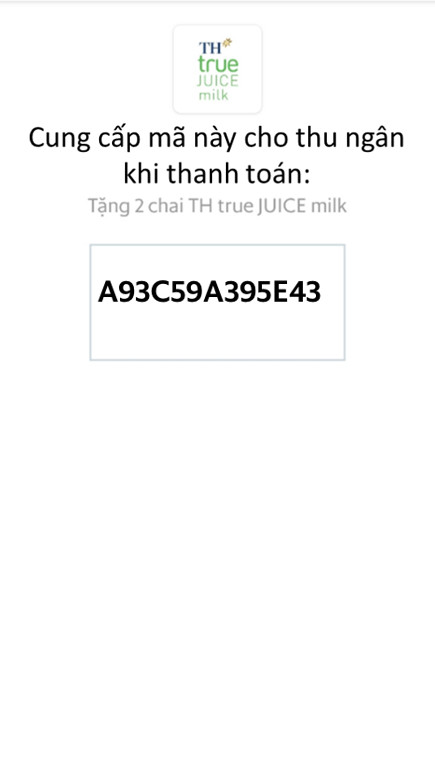 TH
true
JUICE
milk
Cung cấp mã này cho thu ngân
khi thanh toán:
Tặng 2 chai TH true JUICE milk
A93C59A395E43